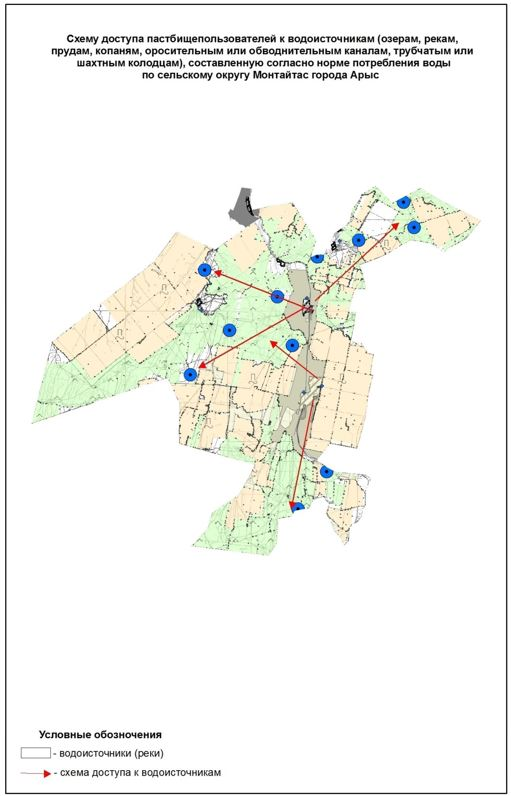 Схему доступа пастбищепользователей к водоисточникам (озерам, рекам,
прудам, копаням, оросительным или обводнительным каналам, трубчатым или
шахтным колодцам), составленную согласно норме потребления воды
по сельскому округу Монтайтас города Арыс
Условные обозночения
- водоисточники (реки)
- схема доступа к водоисточникам